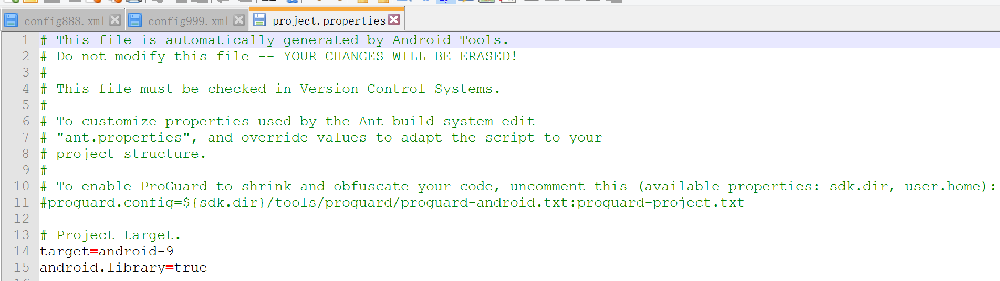 config888.xml config999.xml project.properties
1 # This file is automatically generated by Android Tools.
2 # Do not modify this file -- YOUR CHANGES WILL BE ERASED!
3 #
4 # This file must be checked in Version Control Systems.
5 #
6 # To customize properties used by the Ant build system edit
7 # "ant.properties", and override values to adapt the script to your
8 # project structure.
9 #
10 # To enable ProGuard to shrink and obfuscate your code, uncomment this (available properties: sdk.dir, user.home):
11 #proguard.config=${sdk.dir}/tools/proguard/proguard-android.txt:proguard-project.txt
12
13 # Project target.
14 target=android-9
15 android.library=true